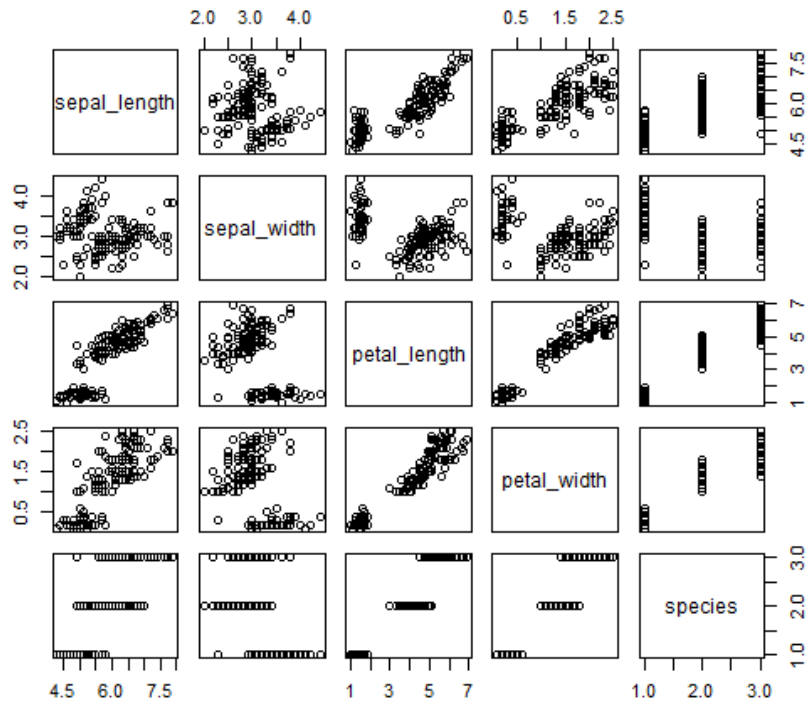 2.0 3.0 4.0 0.5 1.5 2.5
sepal_length 4.5 6.0 7.5
2.0 3.0 4.0 sepal_width
petal_length 1 3 5 7
0.5 1.5 2.5 petal_width
species 1.0 2.0 3.0
4.5 6.0 7.5 1 3 5 7 1.0 2.0 3.0